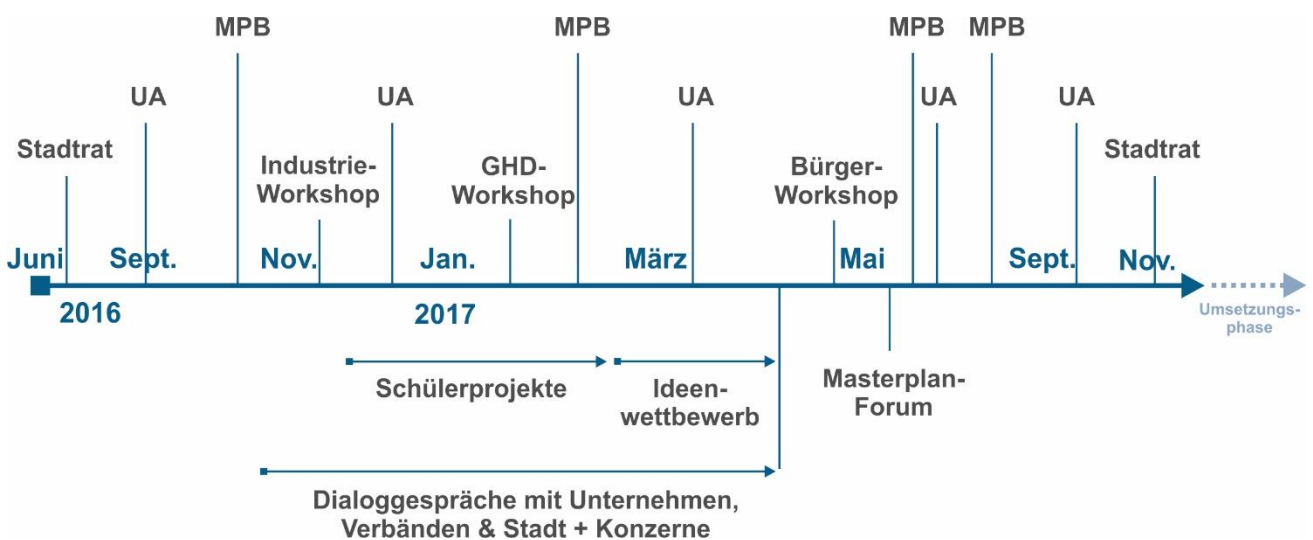 MPB
MPB
MPB
MPB
UA
UA
UA
UA
UA
Stadtrat
Industrie-
Workshop
GHD-
Workshop
Bürger-
Workshop
Stadtrat
Juni
Sept.
Nov.
Jan.
März
Mai
Sept.
Nov.
2016
2017
Umsetzungs-
phase
Schülerprojekte
Ideen-
wettbewerb
Masterplan-
Forum
Dialoggespräche mit Unternehmen,
Verbänden & Stadt + Konzerne